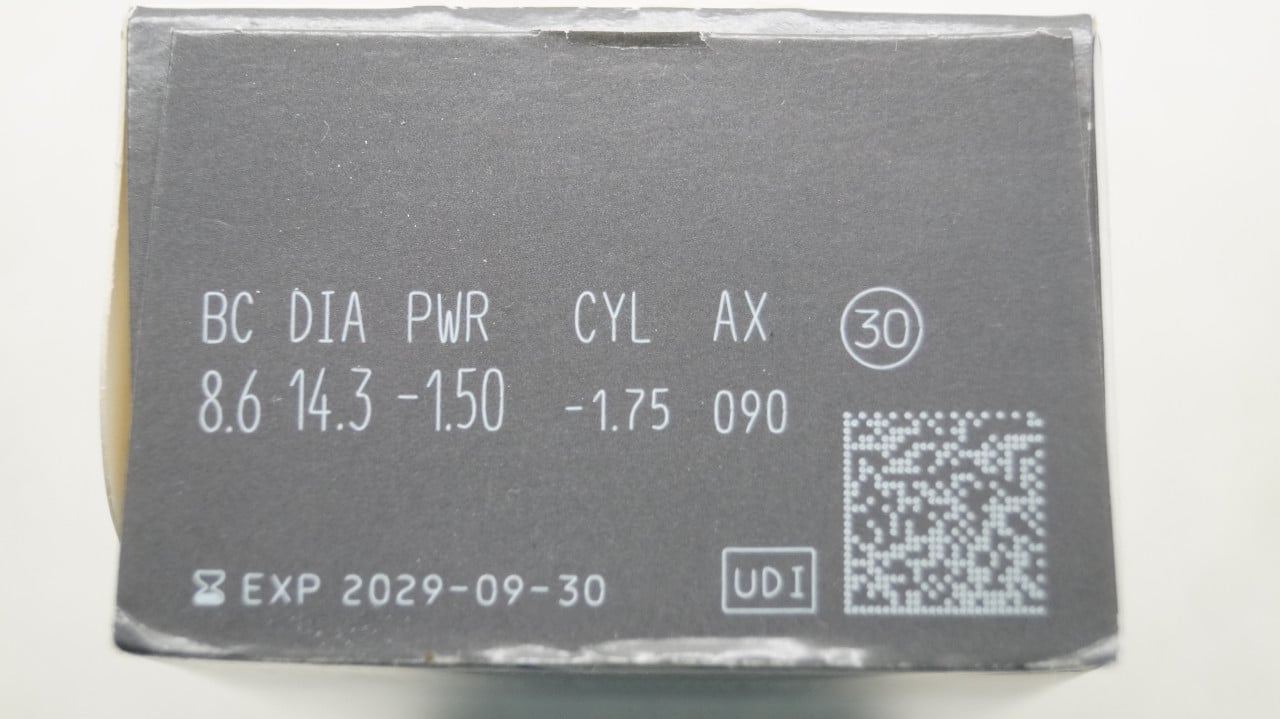 BC DIA PWR CYL AX 30
8.6 14.3 -1.50 -1.75 090
EXP 2029-09-30 UDI